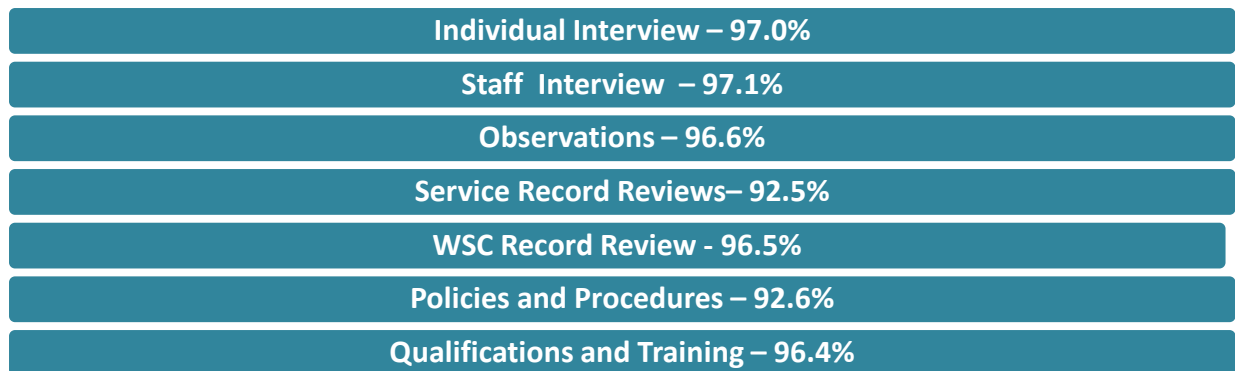 Individual Interview – 97.0%
Staff  Interview  – 97.1%
Observations – 96.6%
Service Record Reviews– 92.5%
WSC Record Review - 96.5%
Policies and Procedures – 92.6%
Qualifications and Training – 96.4%